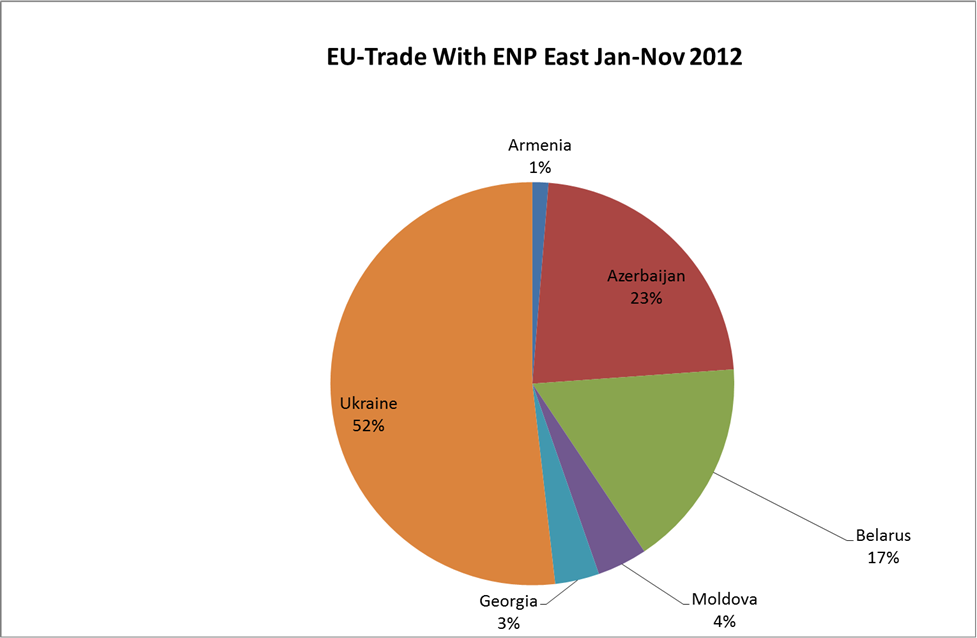 EU-Trade With ENP East Jan-Nov 2012
Armenia
1%
Azerbaijan
23%
Ukraine
52%
Belarus
17%
Georgia
3%
Moldova
4%